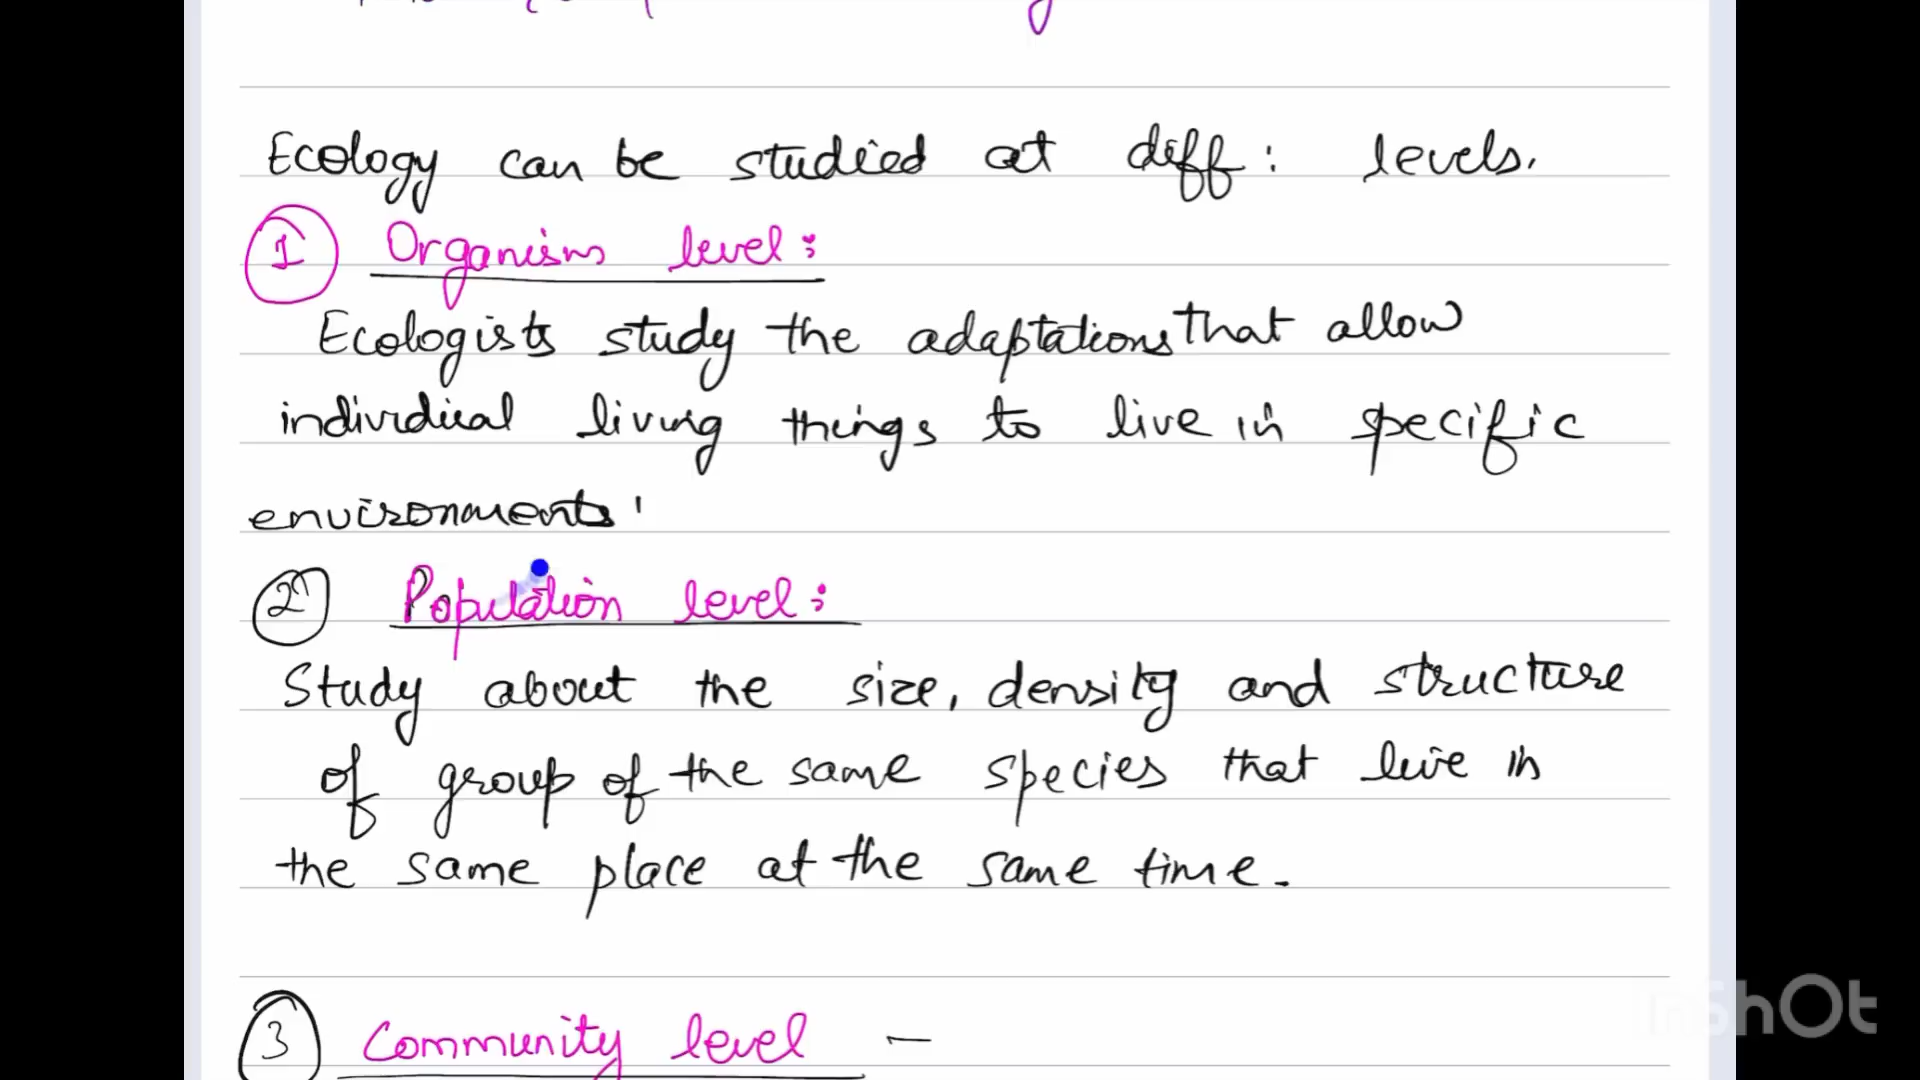 Ecology can be studied at diff: levels.
1 Organism level:
Ecologists study the adaptations that allow
individual living things to live in specific
environments.
2 Population level:
Study about the size, density and structure
of group of the same species that live in
the same place at the same time.
3 Community level —
InShOt